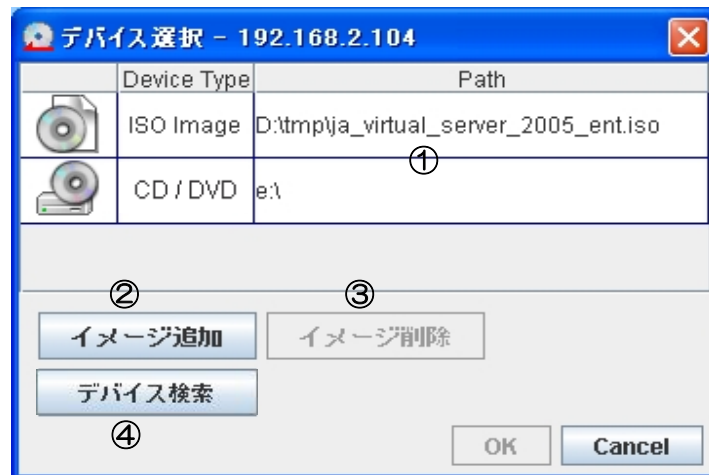 デバイス選択 - 192.168.2.104
Device Type Path
ISO Image D:\tmp\ja_virtual_server_2005_ent.iso
①
CD / DVD e:\
② ③
イメージ追加 イメージ削除
デバイス検索
④
OK Cancel